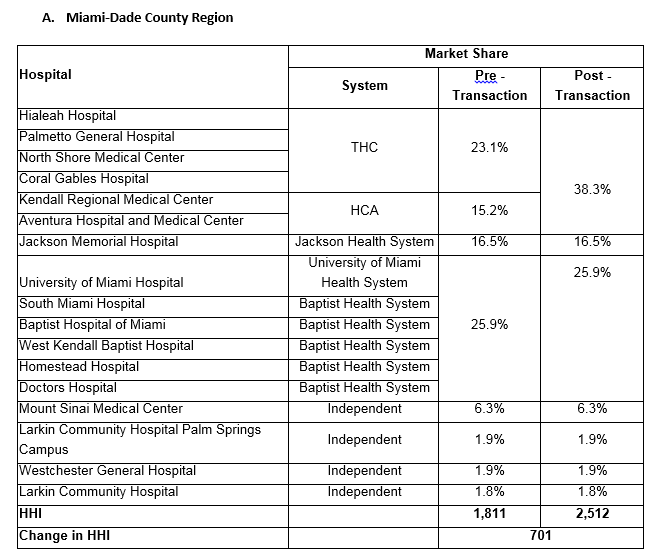 A. Miami-Dade County Region
Hospital
Market Share
System
Pre -
Transaction
Post -
Transaction
Hialeah Hospital
Palmetto General Hospital
North Shore Medical Center
Coral Gables Hospital
THC
23.1%
38.3%
Kendall Regional Medical Center
Aventura Hospital and Medical Center
HCA
15.2%
Jackson Memorial Hospital Jackson Health System 16.5% 16.5%
University of Miami Hospital
University of Miami
Health System
25.9%
25.9%
South Miami Hospital Baptist Health System
Baptist Hospital of Miami Baptist Health System
West Kendall Baptist Hospital Baptist Health System
Homestead Hospital Baptist Health System
Doctors Hospital Baptist Health System
Mount Sinai Medical Center Independent 6.3% 6.3%
Larkin Community Hospital Palm Springs
Campus
Independent 1.9% 1.9%
Westchester General Hospital Independent 1.9% 1.9%
Larkin Community Hospital Independent 1.8% 1.8%
HHI 1,811 2,512
Change in HHI 701